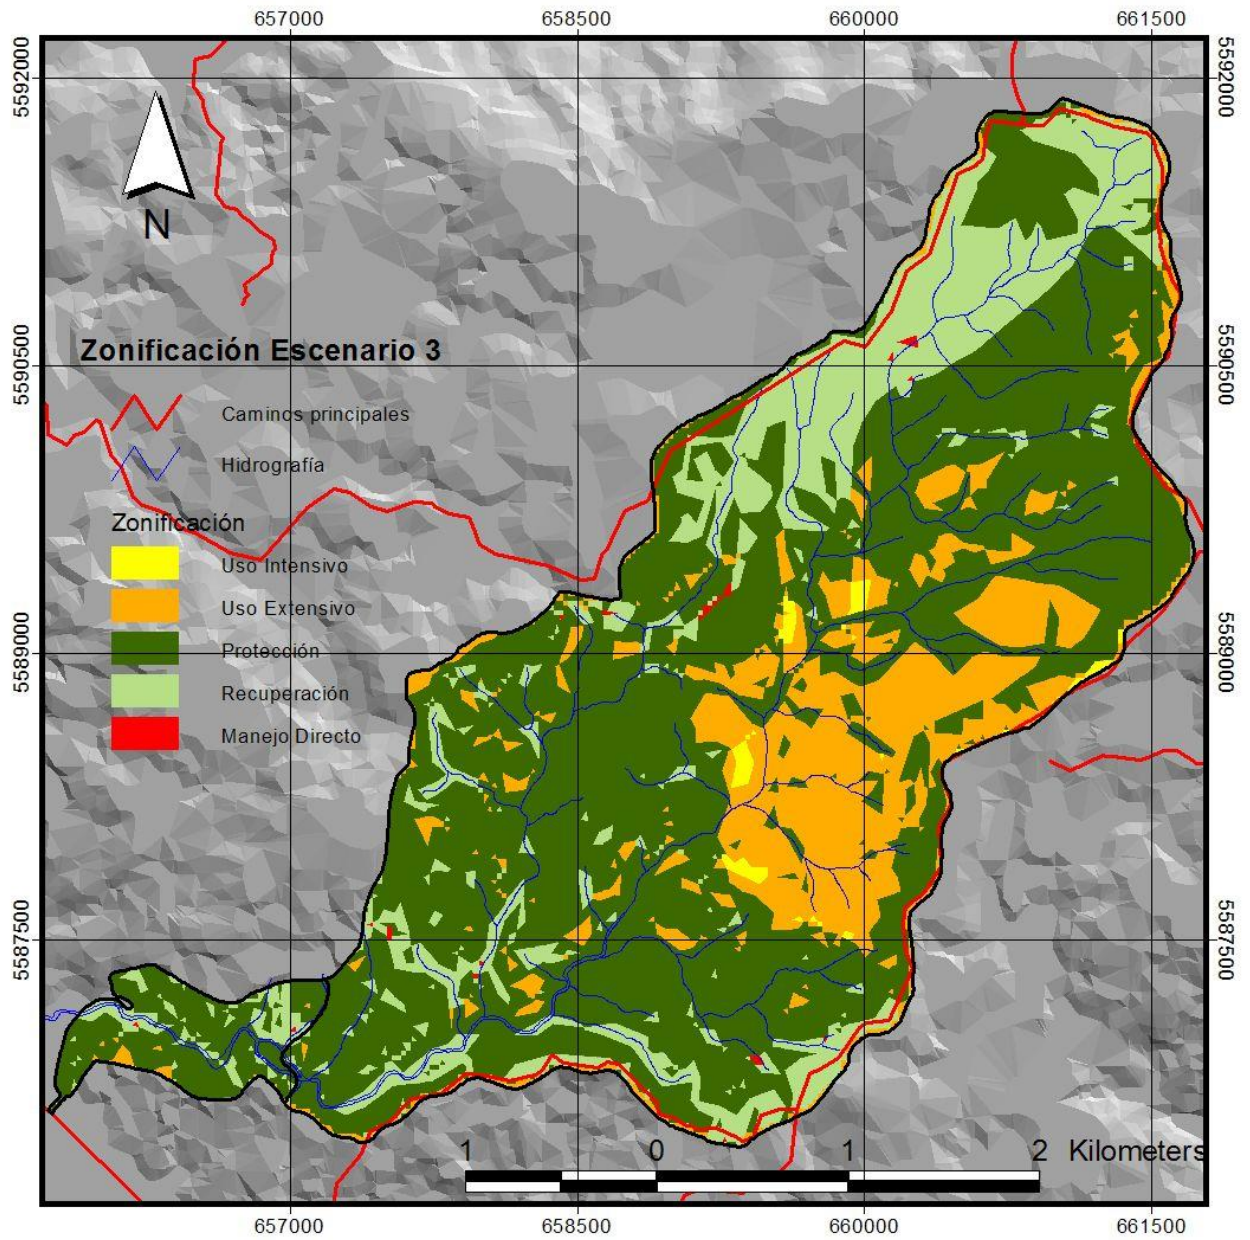 657000 658500 660000 661500
5592000 5592000
N
Zonificación Escenario 3
5590500 5590500
Caminos principales
Hidrografía
Zonificación
Uso Intensivo
Uso Extensivo
Protección
Recuperación
Manejo Directo
5589000 5589000
5587500 5587500
1 0 1 2 Kilometers
657000 658500 660000 661500